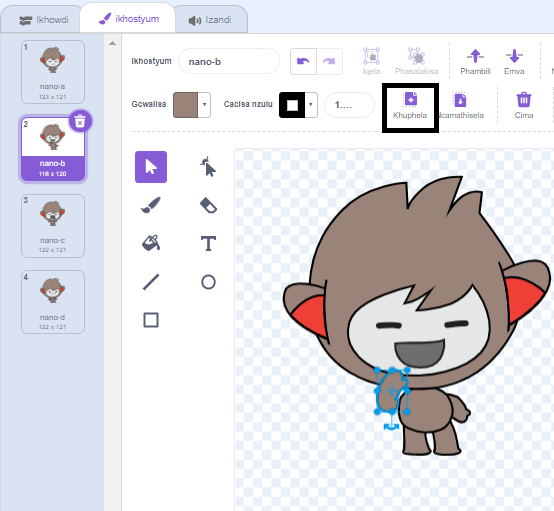 Ikhowdi ikhostyum Izandi
1
nano-a
123 x 121
2
nano-b
116 x 120
3
nano-c
122 x 121
4
nano-d
122 x 121
Ikhostyum nano-b Iqela Phasalakisa Phambili Emva
Gcwalisa Cacisa nzulu 1.... Khuphela Ncamathisela Cima
T